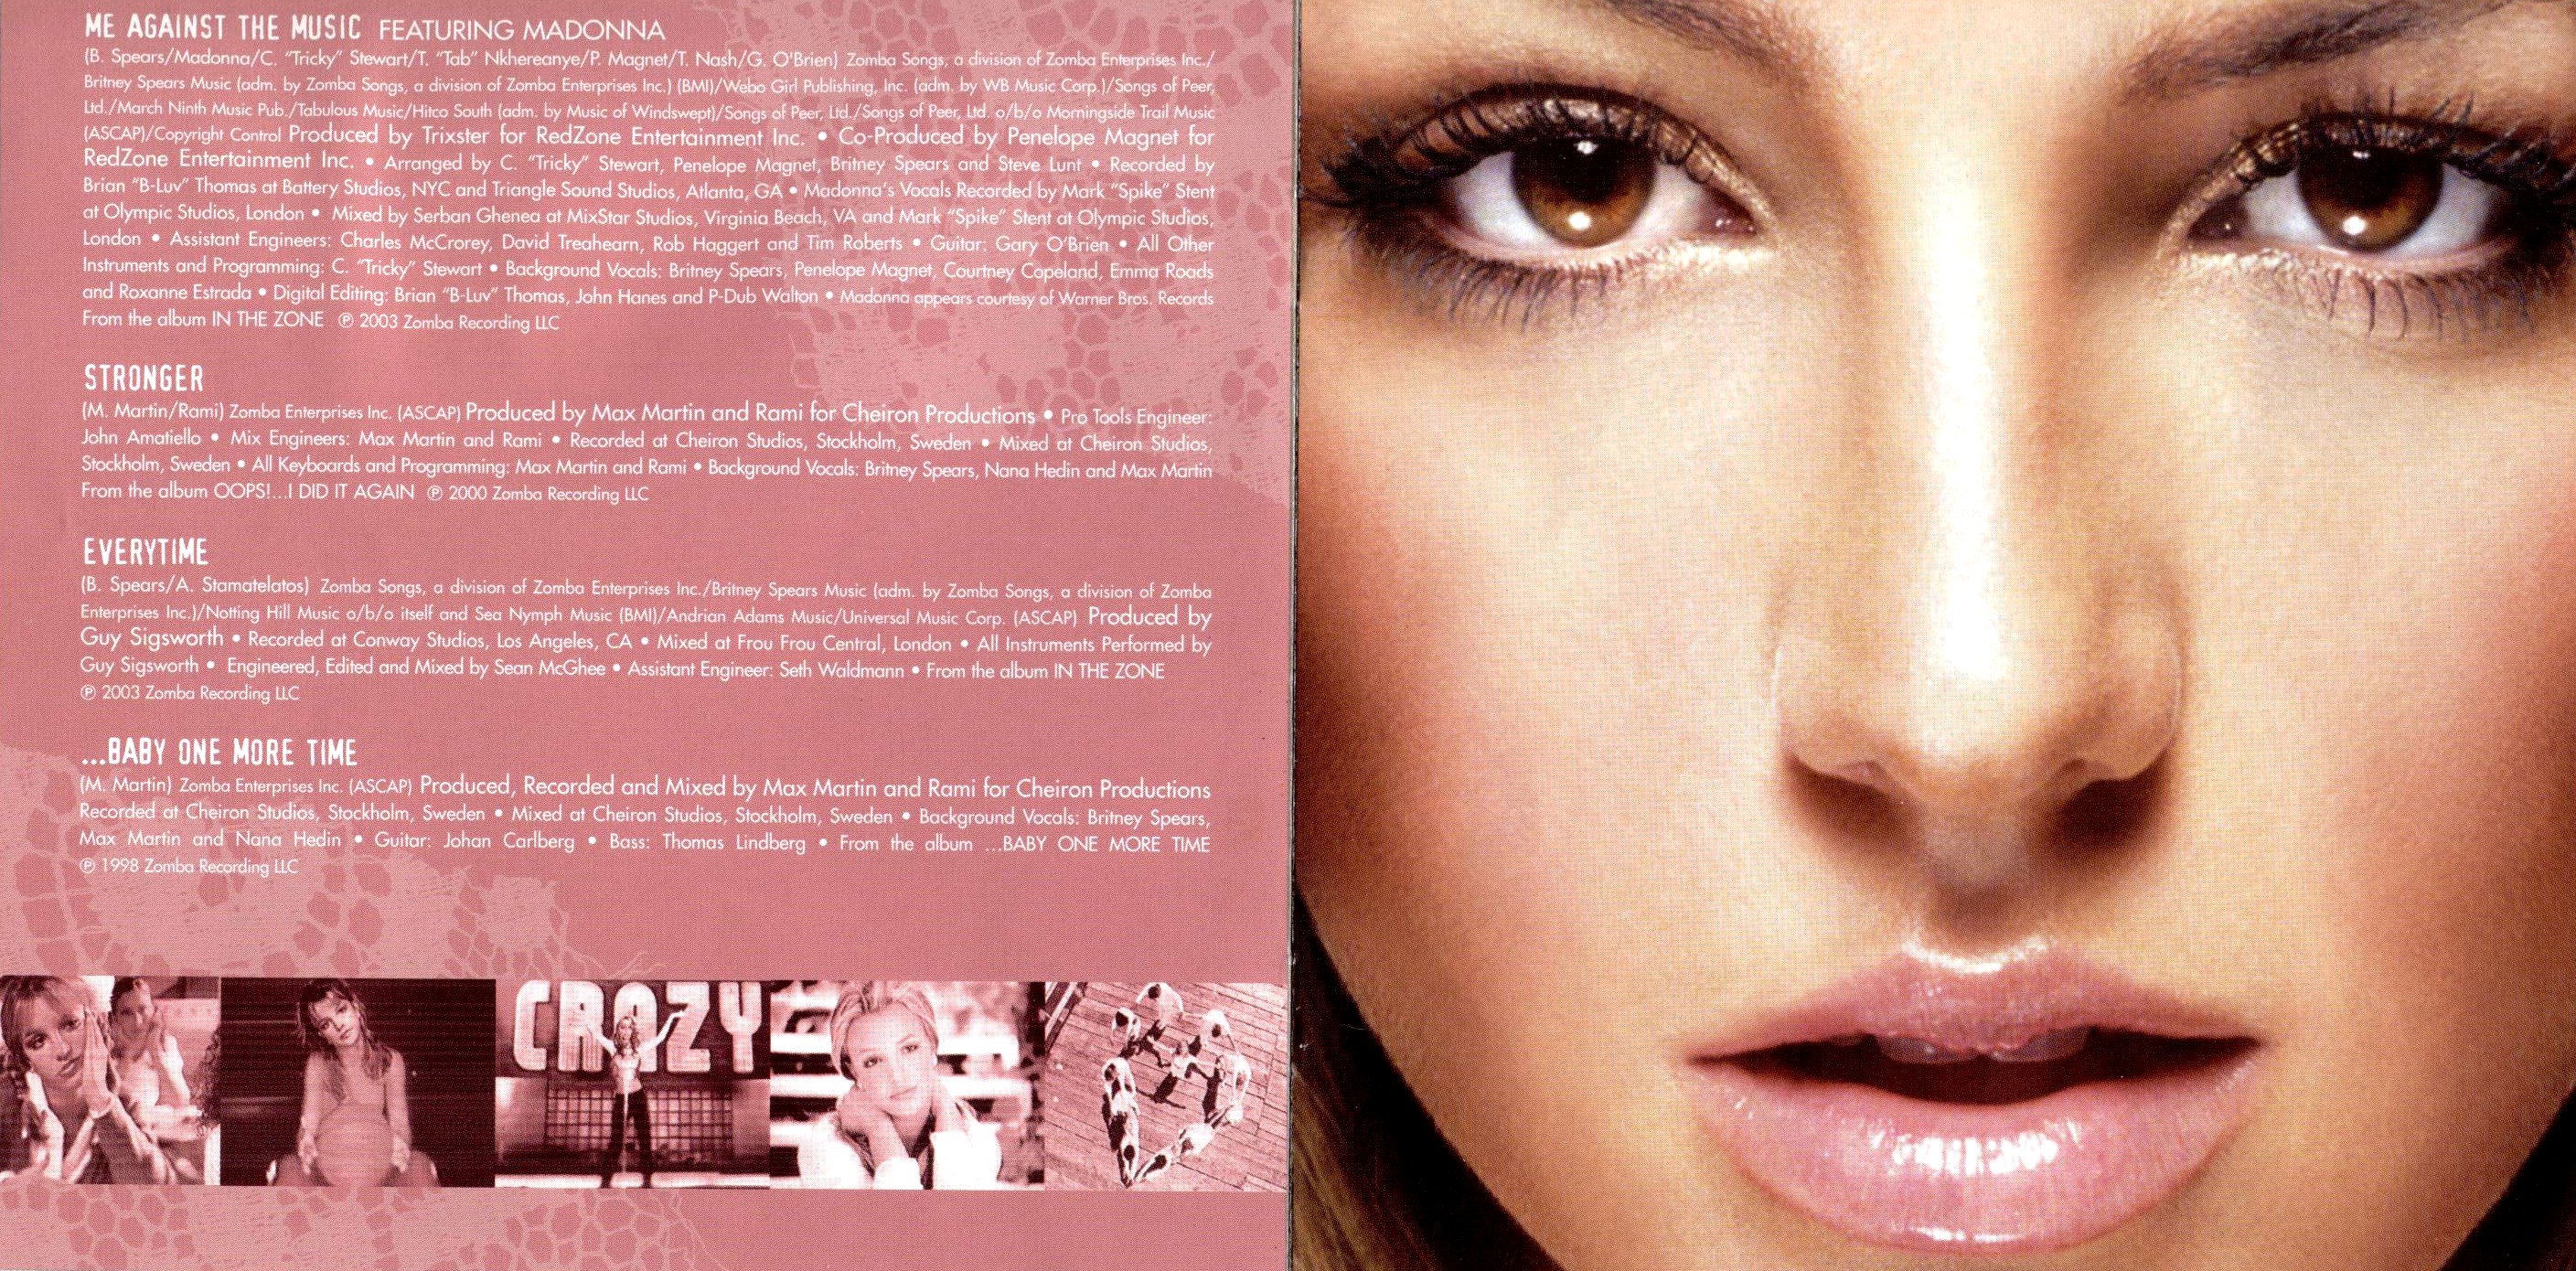 ME AGAINST THE MUSIC FEATURING MADONNA
(B. Spears/Madonna/C. “Tricky” Stewart/T. “Tab” Nkhereanye/P. Magnet/T. Nash/G. O'Brien) Zomba Songs, a division of Zomba Enterprises Inc./
Britney Spears Music (adm. by Zomba Songs, a division of Zomba Enterprises Inc.) (BMI)/Webo Girl Publishing, Inc. (adm. by WB Music Corp.)/Songs of Peer,
Ltd./March Ninth Music Pub./Tabulous Music/Hitco South (adm. by Music of Windswept)/Songs of Peer, Ltd./Songs of Peer, Ltd. o/b/o Morningside Trail Music
(ASCAP)/Copyright Control Produced by Trixster for RedZone Entertainment Inc. • Co-Produced by Penelope Magnet for
RedZone Entertainment Inc. • Arranged by C. “Tricky” Stewart, Penelope Magnet, Britney Spears and Steve Lunt • Recorded by
Brian “B-Luv” Thomas at Battery Studios, NYC and Triangle Sound Studios, Atlanta, GA • Madonna's Vocals Recorded by Mark “Spike” Stent
at Olympic Studios, London • Mixed by Serban Ghenea at MixStar Studios, Virginia Beach, VA and Mark “Spike” Stent at Olympic Studios,
London • Assistant Engineers: Charles McCrorey, David Treahearn, Rob Haggert and Tim Roberts • Guitar: Gary O'Brien • All Other
Instruments and Programming: C. “Tricky” Stewart • Background Vocals: Britney Spears, Penelope Magnet, Courtney Copeland, Emma Roads
and Roxanne Estrada • Digital Editing: Brian “B-Luv” Thomas, John Hanes and P-Dub Walton • Madonna appears courtesy of Warner Bros. Records
From the album IN THE ZONE ℗ 2003 Zomba Recording LLC
STRONGER
(M. Martin/Rami) Zomba Enterprises Inc. (ASCAP) Produced by Max Martin and Rami for Cheiron Productions • Pro Tools Engineer:
John Amatiello • Mix Engineers: Max Martin and Rami • Recorded at Cheiron Studios, Stockholm, Sweden • Mixed at Cheiron Studios,
Stockholm, Sweden • All Keyboards and Programming: Max Martin and Rami • Background Vocals: Britney Spears, Nana Hedin and Max Martin
From the album OOPS!...I DID IT AGAIN ℗ 2000 Zomba Recording LLC
EVERYTIME
(B. Spears/A. Stamatelatos) Zomba Songs, a division of Zomba Enterprises Inc./Britney Spears Music (adm. by Zomba Songs, a division of Zomba
Enterprises Inc.)/Notting Hill Music o/b/o itself and Sea Nymph Music (BMI)/Andrian Adams Music/Universal Music Corp. (ASCAP) Produced by
Guy Sigsworth • Recorded at Conway Studios, Los Angeles, CA • Mixed at Frou Frou Central, London • All Instruments Performed by
Guy Sigsworth • Engineered, Edited and Mixed by Sean McGhee • Assistant Engineer: Seth Waldmann • From the album IN THE ZONE
℗ 2003 Zomba Recording LLC
...BABY ONE MORE TIME
(M. Martin) Zomba Enterprises Inc. (ASCAP) Produced, Recorded and Mixed by Max Martin and Rami for Cheiron Productions
Recorded at Cheiron Studios, Stockholm, Sweden • Mixed at Cheiron Studios, Stockholm, Sweden • Background Vocals: Britney Spears,
Max Martin and Nana Hedin • Guitar: Johan Carlberg • Bass: Thomas Lindberg • From the album ...BABY ONE MORE TIME
℗ 1998 Zomba Recording LLC
CRAZY